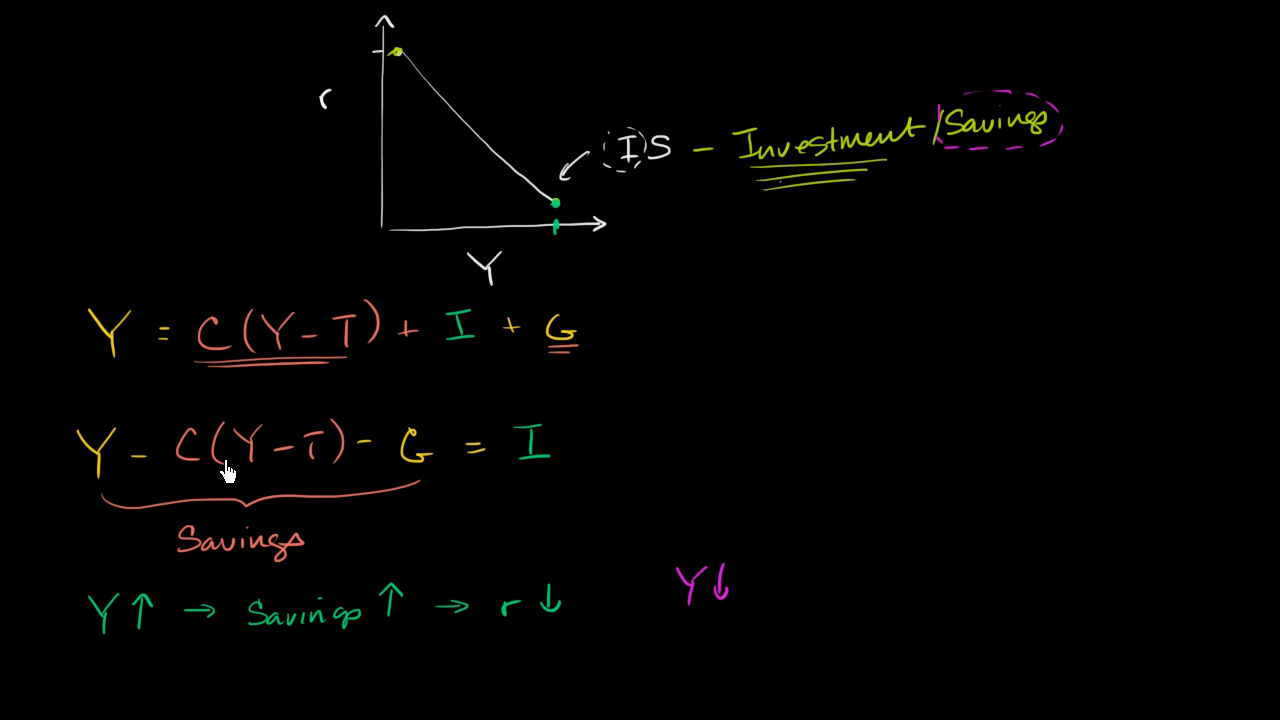 r
IS - Investment/Savings
Y
Y = C(Y-T) + I + G
Y - C(Y-T) - G = I
Savings
Y↑ → Savings ↑ → r ↓
Y↓